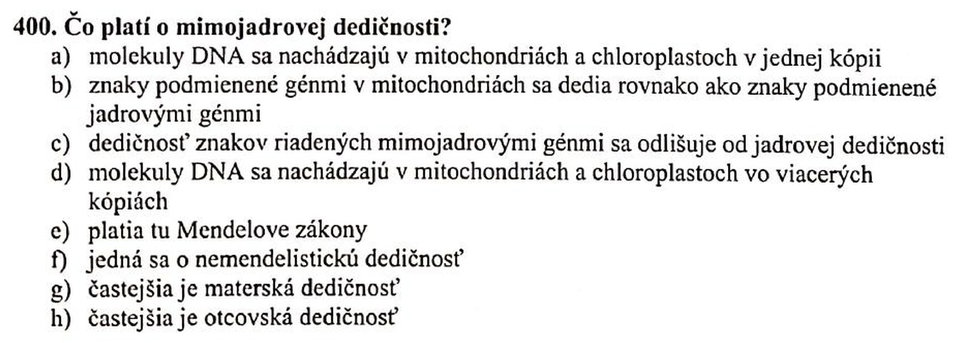 400. Čo platí o mimojadrovej dedičnosti?
a) molekuly DNA sa nachádzajú v mitochondriách a chloroplastoch v jednej kópii
b) znaky podmienené génmi v mitochondriách sa dedia rovnako ako znaky podmienené
jadrovými génmi
c) dedičnosť znakov riadených mimojadrovými génmi sa odlišuje od jadrovej dedičnosti
d) molekuly DNA sa nachádzajú v mitochondriách a chloroplastoch vo viacerých
kópiách
e) platia tu Mendelove zákony
f) jedná sa o nemendelistickú dedičnosť
g) častejšia je materská dedičnosť
h) častejšia je otcovská dedičnosť